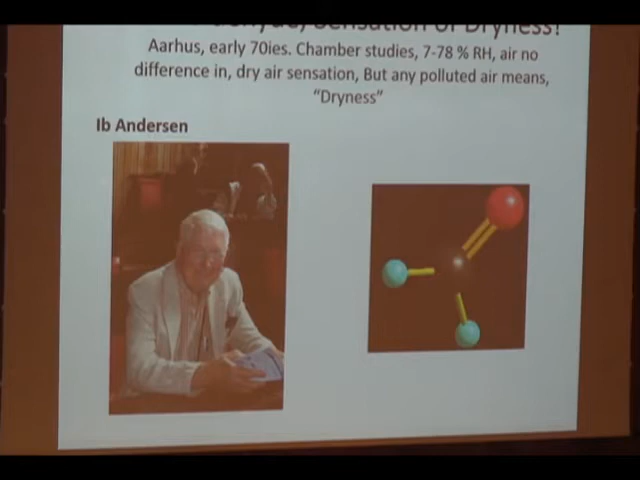 Sensation of Dryness!
Aarhus, early 70ies. Chamber studies, 7-78 % RH, air no
difference in, dry air sensation, But any polluted air means,
“Dryness”
Ib Andersen